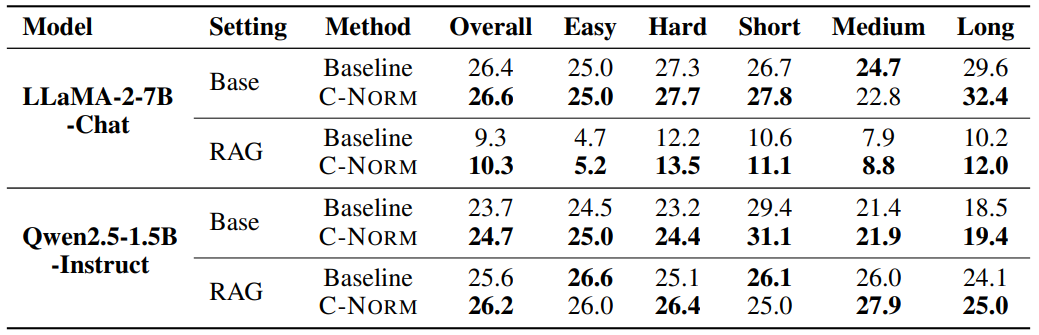 Model Setting Method Overall Easy Hard Short Medium Long
LLaMA-2-7B-Chat Base Baseline 26.4 25.0 27.3 26.7 24.7 29.6
C-NORM 26.6 25.0 27.7 27.8 22.8 32.4
RAG Baseline 9.3 4.7 12.2 10.6 7.9 10.2
C-NORM 10.3 5.2 13.5 11.1 8.8 12.0
Qwen2.5-1.5B-Instruct Base Baseline 23.7 24.5 23.2 29.4 21.4 18.5
C-NORM 24.7 25.0 24.4 31.1 21.9 19.4
RAG Baseline 25.6 26.6 25.1 26.1 26.0 24.1
C-NORM 26.2 26.0 26.4 25.0 27.9 25.0